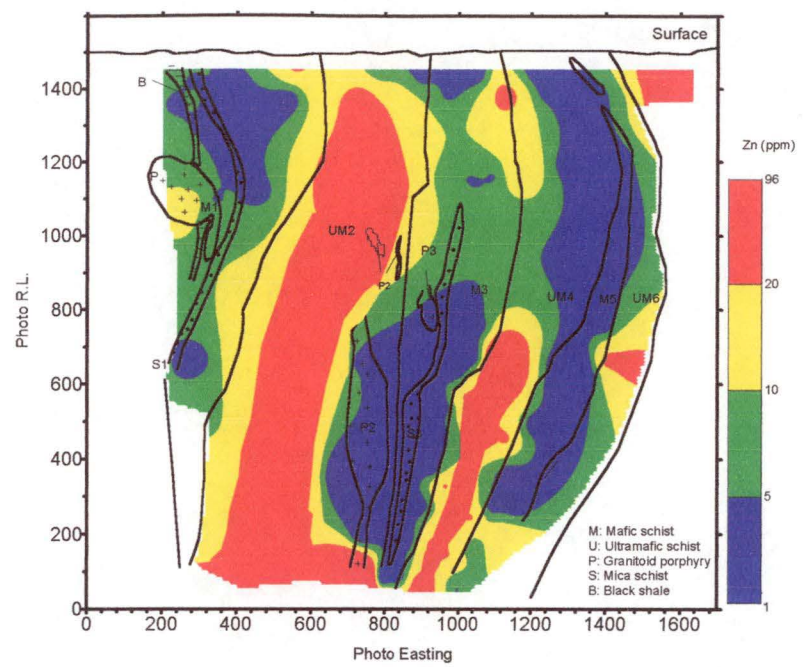 Surface
1400
1200
1000
800
600
400
200
0
Photo R.L.
0 200 400 600 800 1000 1200 1400 1600
Photo Easting
B
P
M1
UM2
P2
P3
M3
UM4
M5
UM6
S1
P2
Zn (ppm)
96
20
10
5
1
M: Mafic schist
U: Ultramafic schist
P: Granitoid porphyry
S: Mica schist
B: Black shale